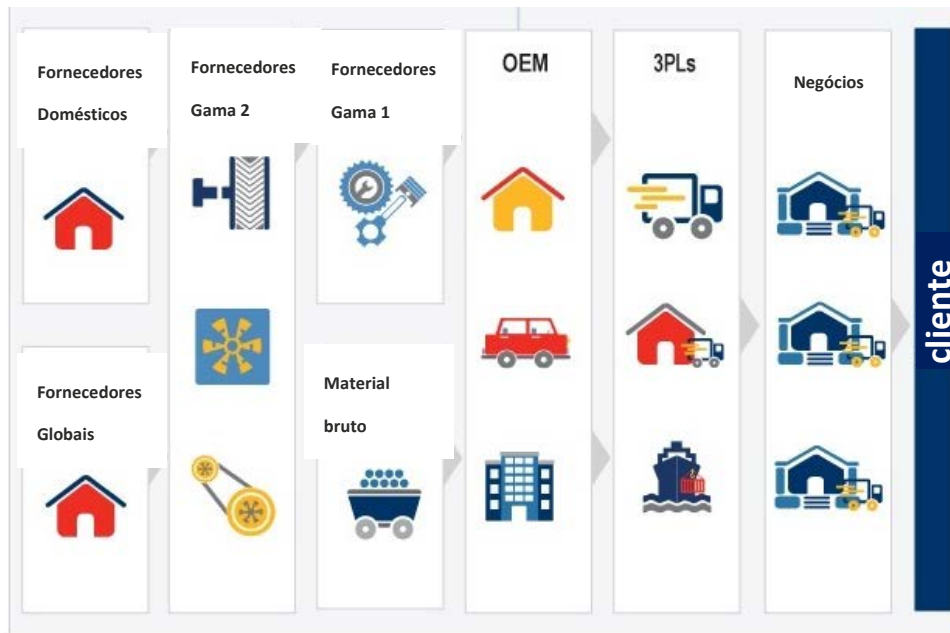 Fornecedores
Domésticos
Fornecedores
Gama 2
Fornecedores
Gama 1
OEM
3PLs
Negócios
cliente
Fornecedores
Globais
Material
bruto